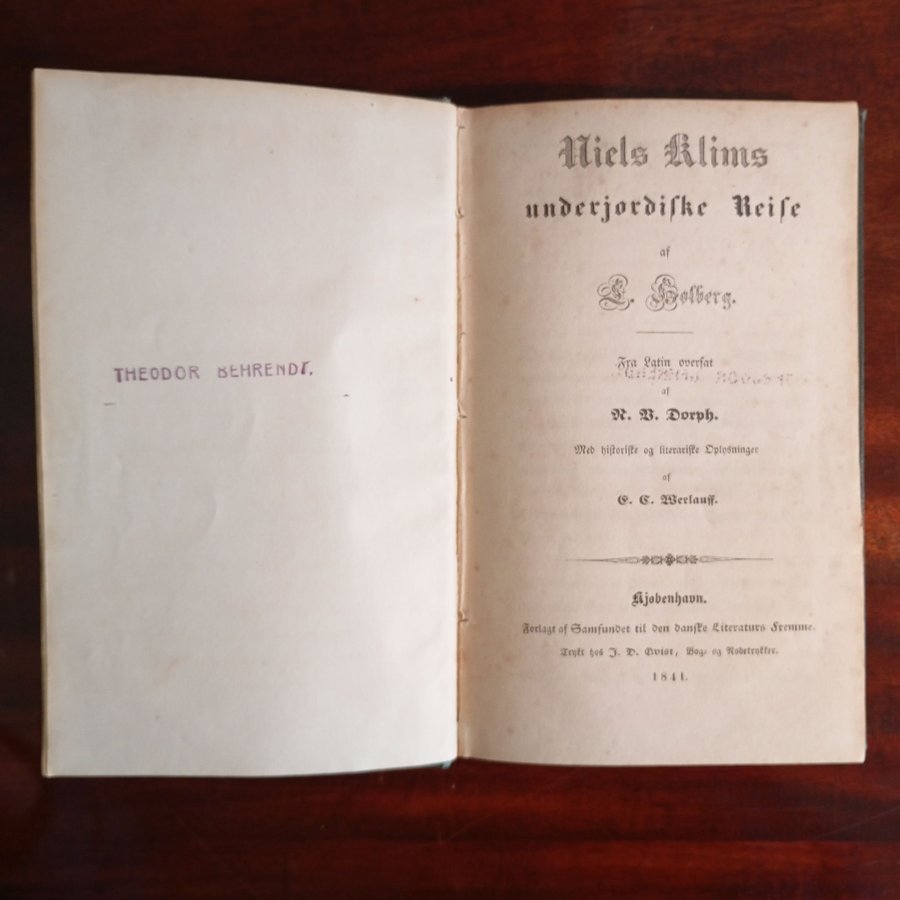 THEODOR BEHRENDT.
Niels Klims
underjordiſke Reiſe
af
L. Holberg.
Fra Latin overſat
af
N. V. Dorph.
Med hiſtoriſke og literariſke Oplysninger
af
E. C. Werlauff.
Kjøbenhavn.
Forlagt af Samfundet til den danſke Literaturs Fremme.
Trykt hos J. D. Qviſt, Bog- og Nodetrykker.
1841.